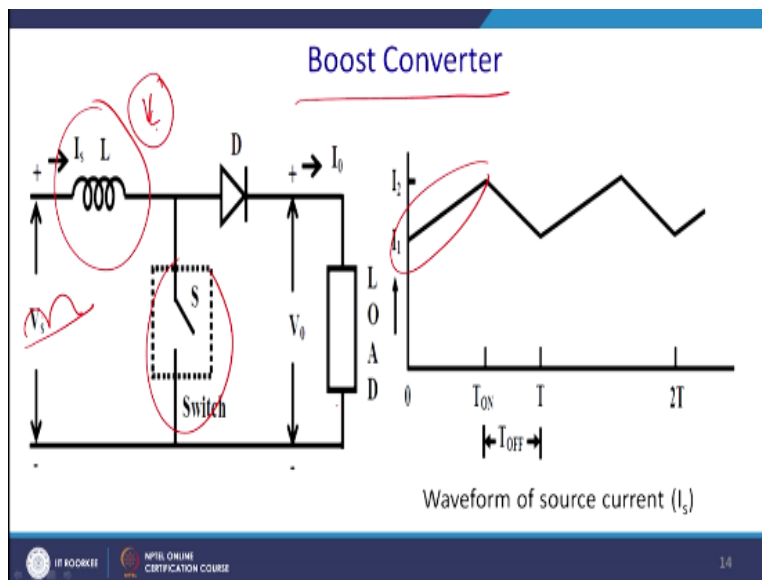 Boost Converter
+ Is L D + I0
Vs S V0 LOAD
Switch
- -
I2
I1
0 TON T 2T
TOFF
Waveform of source current (Is)
IIT ROORKEE NPTEL ONLINE
CERTIFICATION COURSE
14